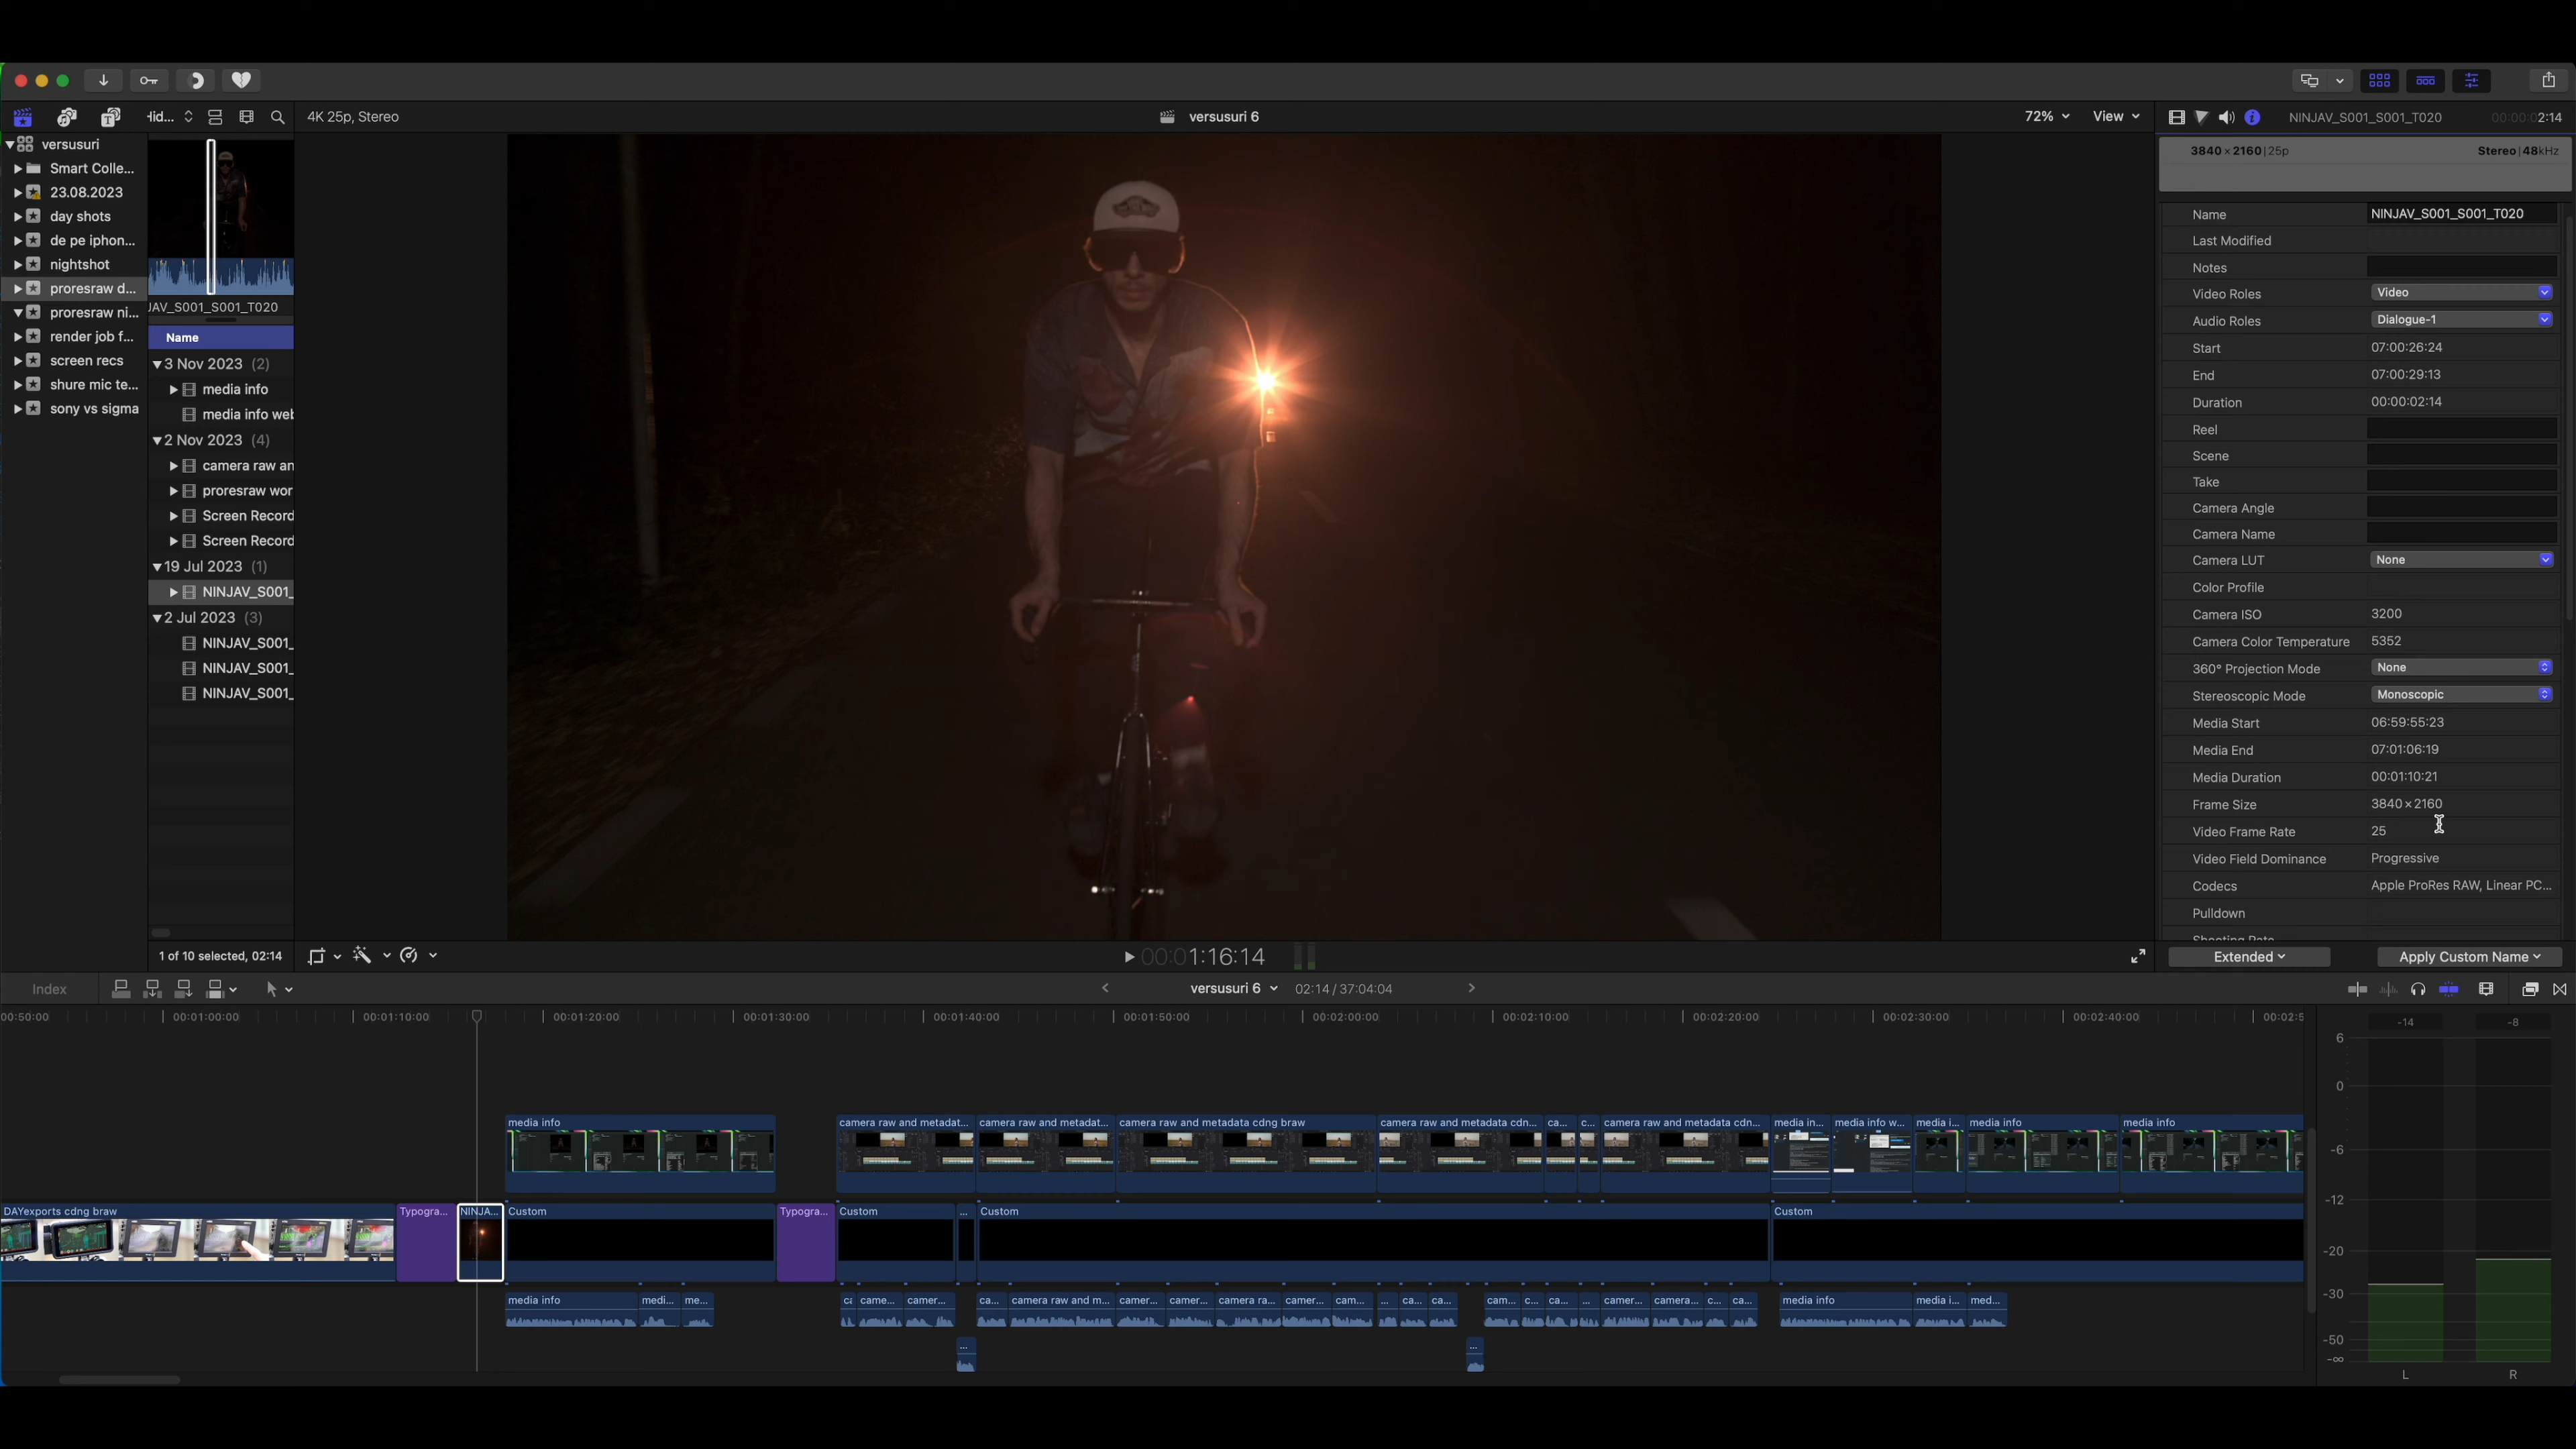 4K 25p, Stereo
versusuri 6
72%
View
NINJAV_S001_S001_T020
00:00:02:14
versusuri
Smart Colle...
23.08.2023
day shots
de pe iphon...
nightshot
proresraw d...
proresraw ni...
render job f...
screen recs
shure mic te...
sony vs sigma
JAV_S001_S001_T020
Name
3 Nov 2023 (2)
media info
media info web
2 Nov 2023 (4)
camera raw an
proresraw wor
Screen Record
Screen Record
19 Jul 2023 (1)
NINJAV_S001_
2 Jul 2023 (3)
NINJAV_S001_
NINJAV_S001_
NINJAV_S001_
1 of 10 selected, 02:14
3840×2160|25p
Stereo|48kHz
Name NINJAV_S001_S001_T020
Last Modified
Notes
Video Roles Video
Audio Roles Dialogue-1
Start 07:00:26:24
End 07:00:29:13
Duration 00:00:02:14
Reel
Scene
Take
Camera Angle
Camera Name
Camera LUT None
Color Profile
Camera ISO 3200
Camera Color Temperature 5352
360° Projection Mode None
Stereoscopic Mode Monoscopic
Media Start 06:59:55:23
Media End 07:01:06:19
Media Duration 00:01:10:21
Frame Size 3840×2160
Video Frame Rate 25
Video Field Dominance Progressive
Codecs Apple ProRes RAW, Linear PC...
Pulldown
Extended
Apply Custom Name
00:01:16:14
Index
versusuri 6
02:14 / 37:04:04
00:50:00 00:01:00:00 00:01:10:00 00:01:20:00 00:01:30:00 00:01:40:00 00:01:50:00 00:02:00:00 00:02:10:00 00:02:20:00 00:02:30:00 00:02:40:00 00:02:5
media info camera raw and metadat... camera raw and metadat... camera raw and metadata cdng braw camera raw and metadata cdn... ca... c... camera raw and metadata cdn... media in... media info w... media i... media info media info
DAYexports cdng braw Typogra... NINJA... Custom Typogra... Custom ... Custom Custom
media info medi... me... ca came... camer... ca... camera raw and m... camer... camer... camera ra... camer... cam... ... ca... ca... cam... c... ca... ... camer... camera... c... ca... media info media i... med...
... ...
-14 -8
6
0
-6
-12
-20
-30
-50
-∞
L R